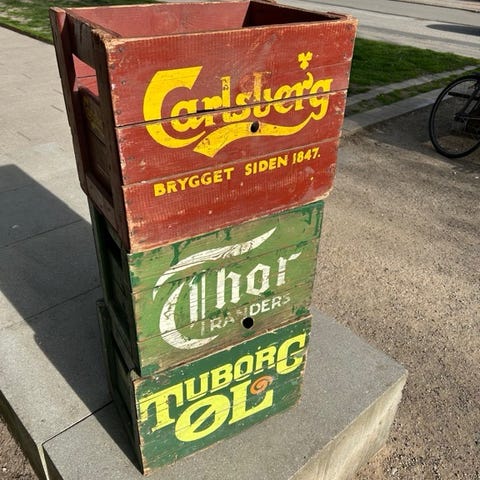 Carlsberg
BRYGGET SIDEN 1847.
Thor
RANDERS
TUBORG
ØL